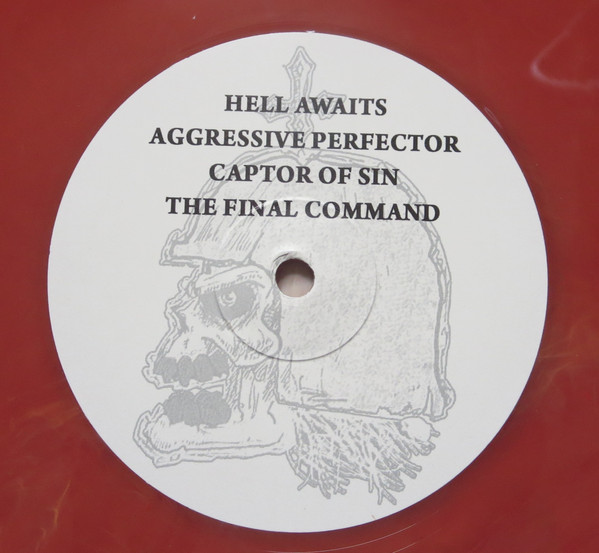 HELL AWAITS
AGGRESSIVE PERFECTOR
CAPTOR OF SIN
THE FINAL COMMAND